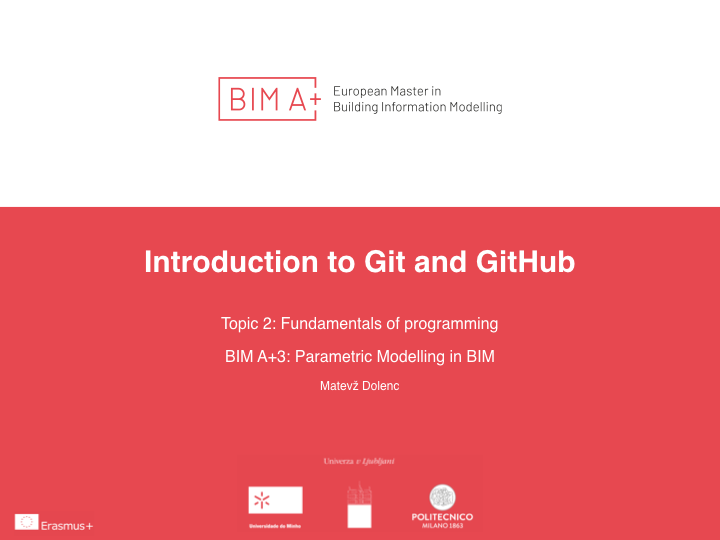 BIM A+
European Master in
Building Information Modelling
Introduction to Git and GitHub
Topic 2: Fundamentals of programming
BIM A+3: Parametric Modelling in BIM
Matevž Dolenc
Univerza v Ljubljani
Universidade do Minho
POLITECNICO
MILANO 1863
Erasmus+